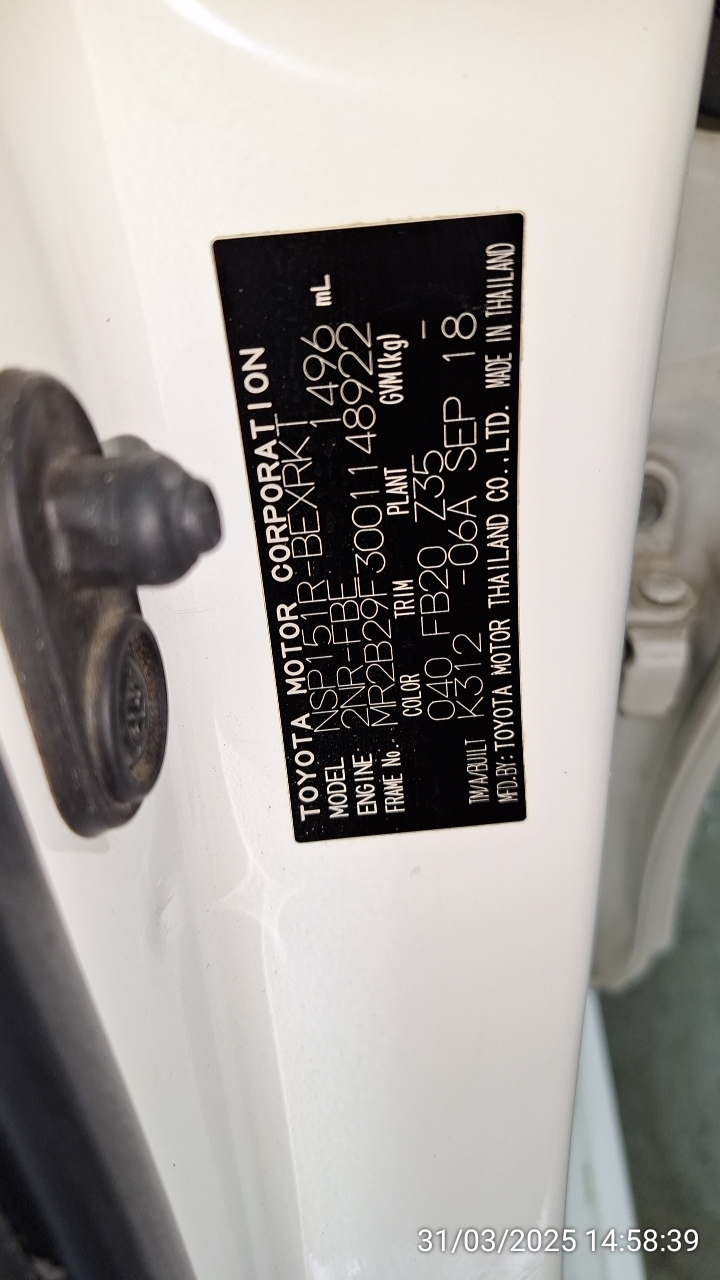 TOYOTA MOTOR CORPORATION
MODEL NSP151R-BEXRKT
ENGINE 2NR-FBE 1496 mL
FRAME No. MR2B29F3001148922
COLOR TRIM PLANT GVM(kg)
040 FB20 Z35 -
TM/A/BUILT K312 -06A SEP 18
MFD.BY: TOYOTA MOTOR THAILAND CO.,LTD. MADE IN THAILAND
31/03/2025 14:58:39